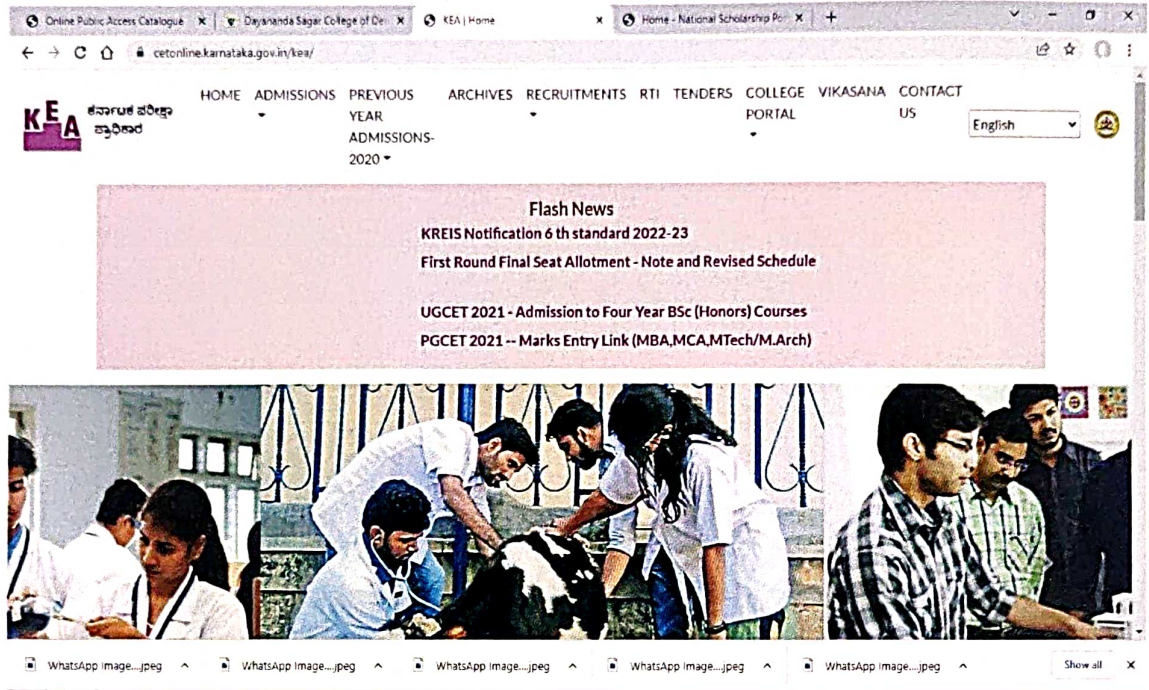 Online Public Access Catalogue
Dayananda Sagar College of Den
KEA | Home
Home - National Scholarship Por
cetonline.karnataka.gov.in/kea/
KEA
ಕರ್ನಾಟಕ ಪರೀಕ್ಷಾ
ಪ್ರಾಧಿಕಾರ
HOME
ADMISSIONS
PREVIOUS
YEAR
ADMISSIONS-
2020
ARCHIVES
RECRUITMENTS
RTI
TENDERS
COLLEGE
PORTAL
VIKASANA
CONTACT
US
English
Flash News
KREIS Notification 6 th standard 2022-23
First Round Final Seat Allotment - Note and Revised Schedule
UGCET 2021 - Admission to Four Year BSc (Honors) Courses
PGCET 2021 -- Marks Entry Link (MBA,MCA,MTech/M.Arch)
WhatsApp Image....jpeg
WhatsApp Image....jpeg
WhatsApp Image....jpeg
WhatsApp Image....jpeg
WhatsApp Image....jpeg
Show all